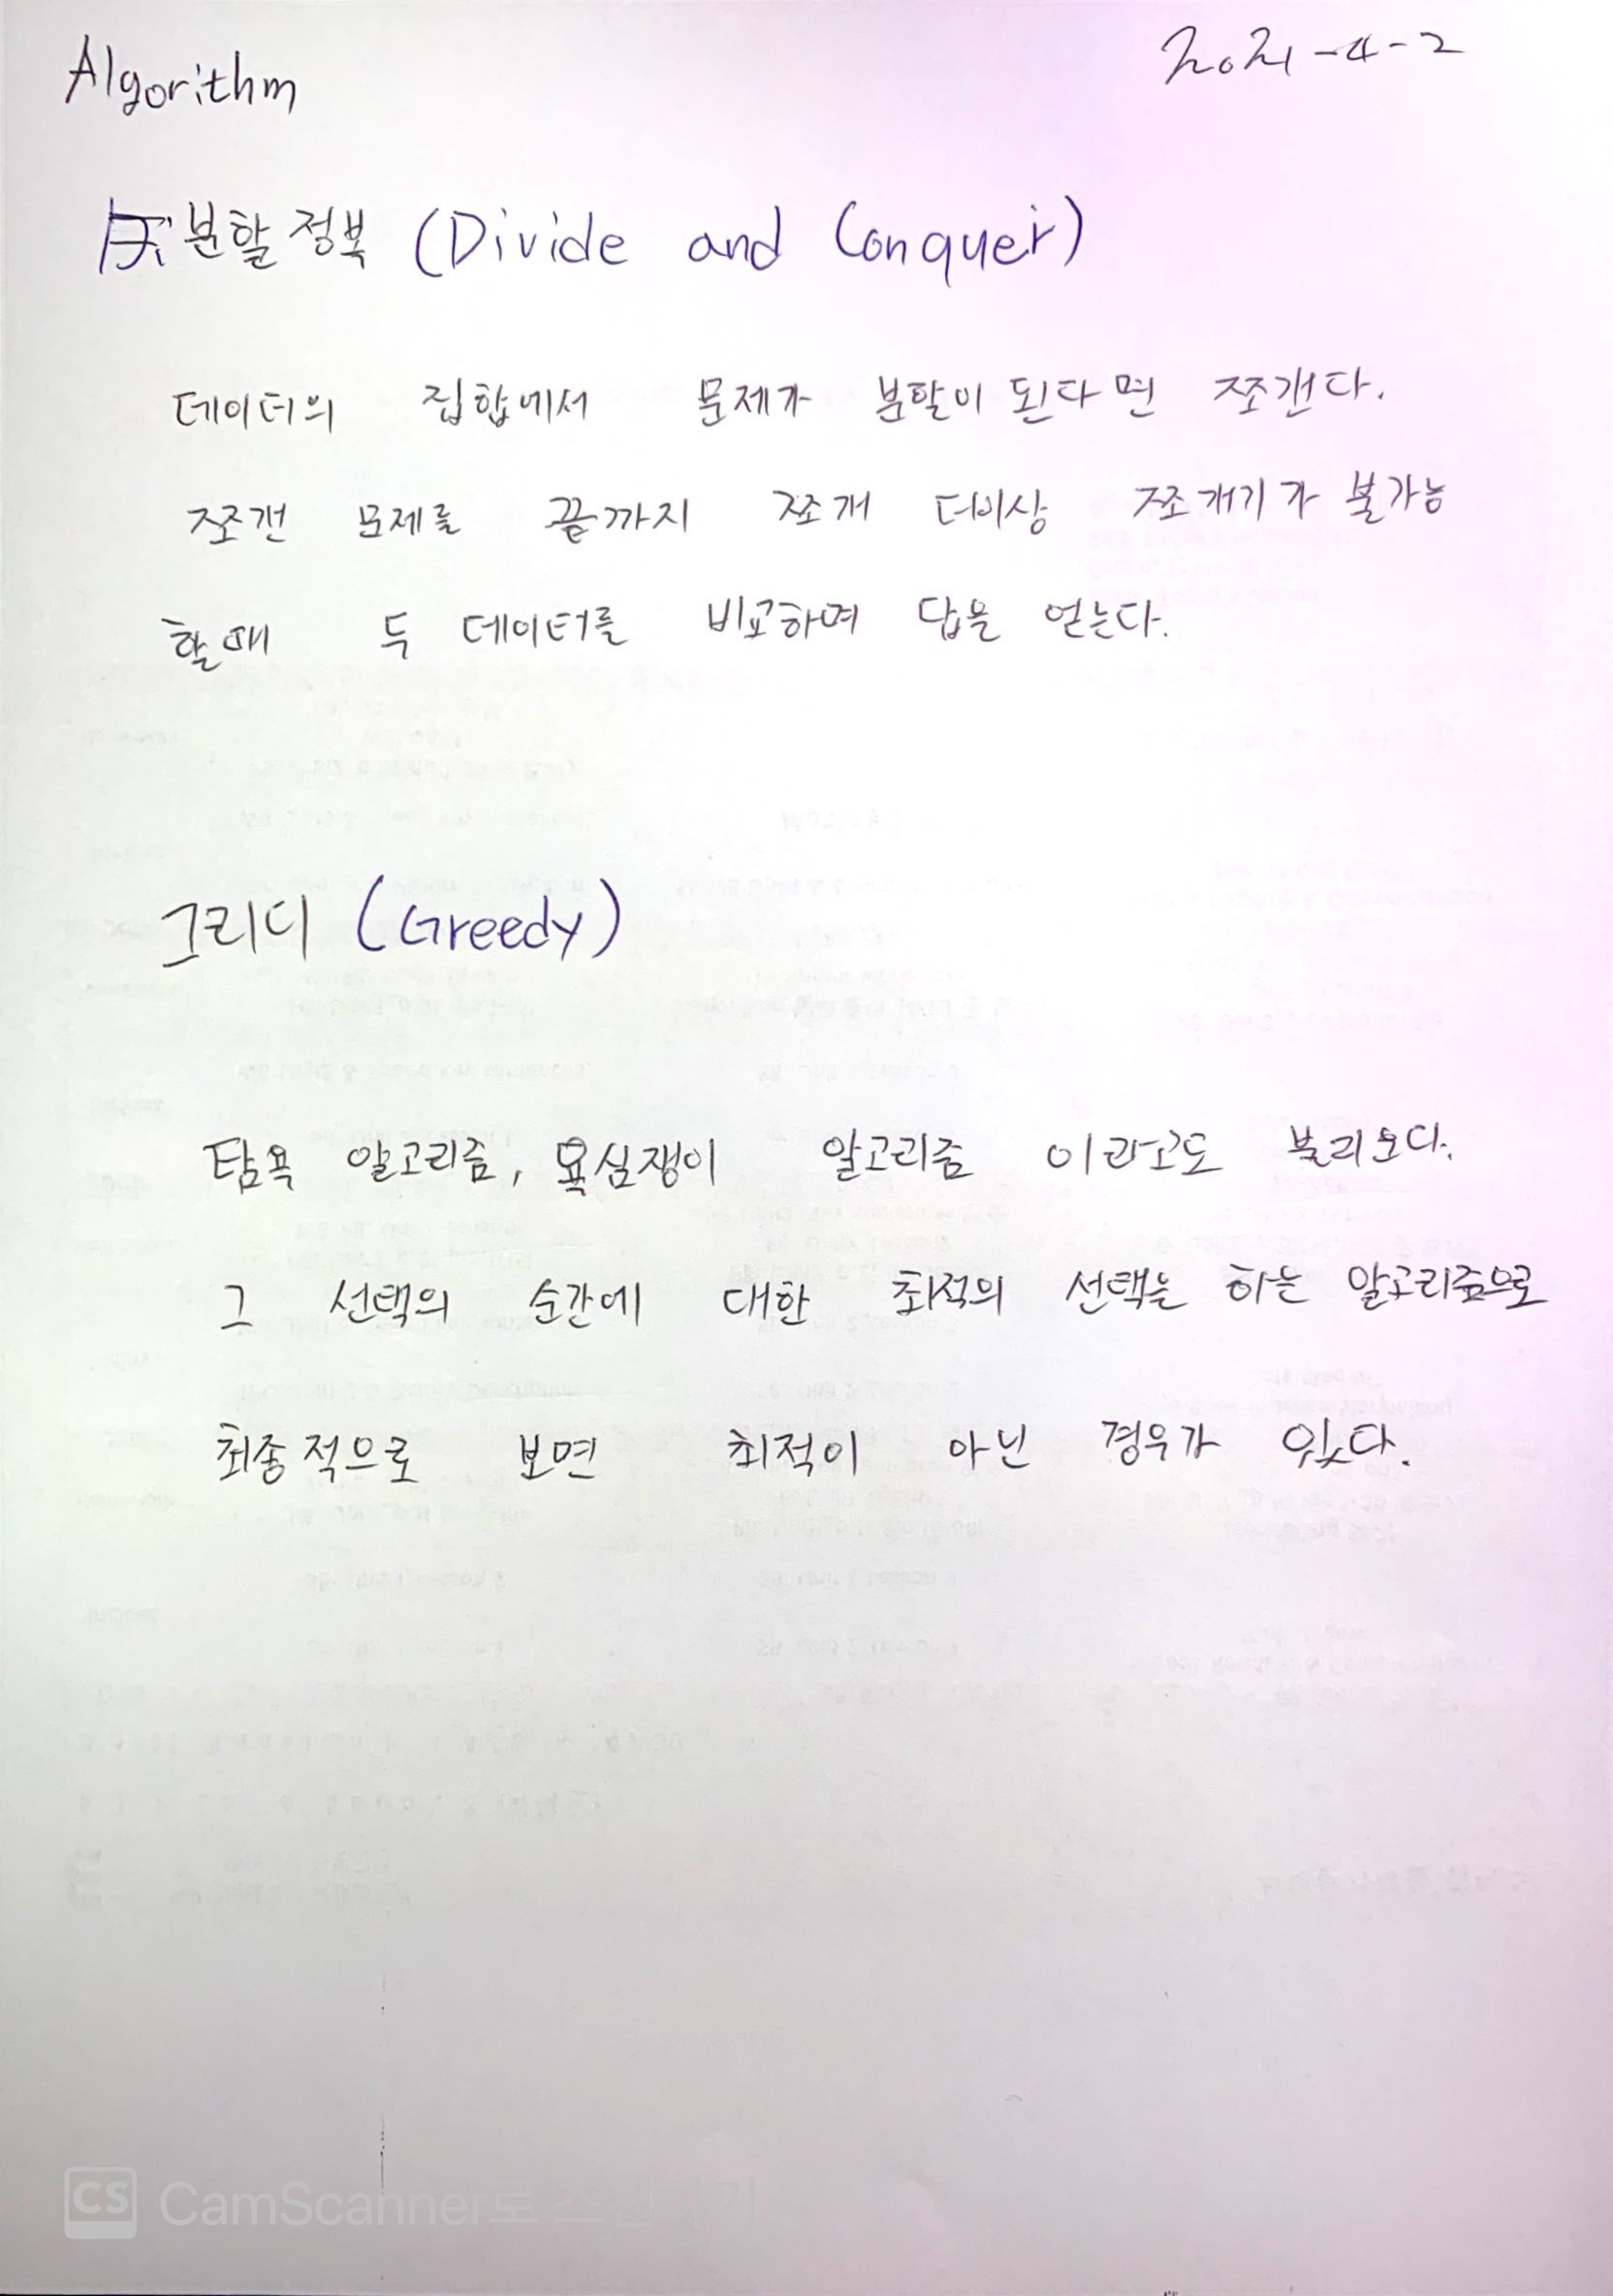 Algorithm
2021-4-2
분할정복 (Divide and Conquer)
데이터의 집합에서 문제가 분할이 된다면 쪼갠다.
쪼갠 문제를 끝까지 쪼개 더이상 쪼개기가 불가능
할때 두 데이터를 비교하며 답을 얻는다.
그리디 (Greedy)
탐욕 알고리즘, 욕심쟁이 알고리즘 이라고도 불리오다.
그 선택의 순간에 대한 최적의 선택는 하는 알고리즘으로
최종적으로 보면 최적이 아닌 경우가 있다.
CS CamScanner로 스캔하기